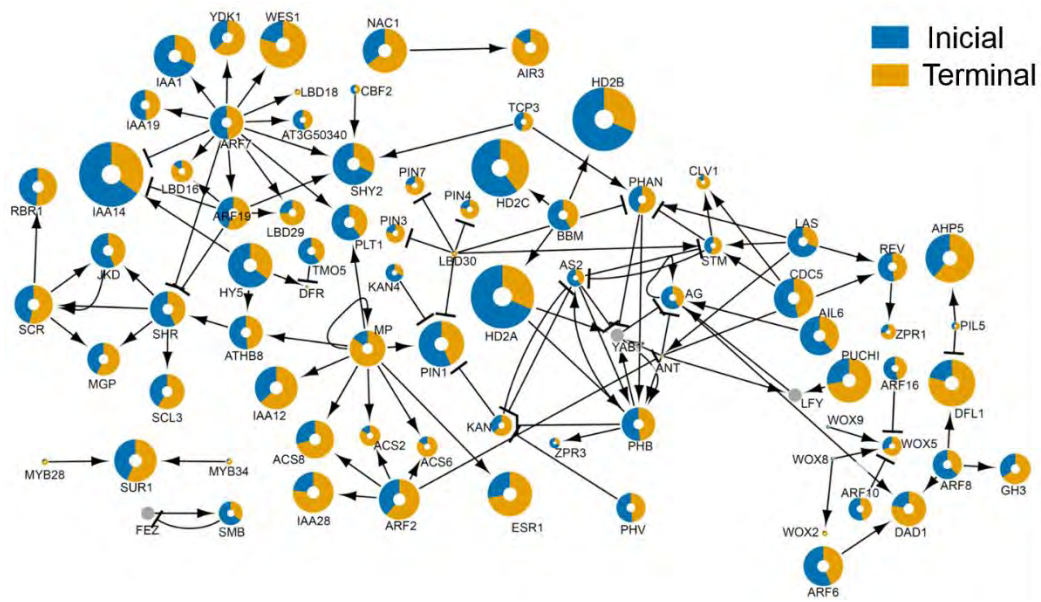 YDK1
WES1
NAC1
Inicial
Terminal
IAA1
AIR3
HD2B
LBD18
CBF2
IAA19
ARF7
AT3G50340
TCP3
LBD16
SHY2
PIN7
HD2C
PHAN
CLV1
RBR1
IAA14
ARF19
LBD29
PLT1
PIN4
PIN3
BBM
LAS
AHP5
JKD
HY5
TMO5
DFR
KAN4
LBD30
AS2
STM
REV
CDC5
SCR
SHR
MP
HD2A
AG
AIL6
ZPR1
PIL5
MGP
ATHB8
PIN1
YAB1
ANT
PUCHI
SCL3
IAA12
LFY
ARF16
DFL1
ACS8
ACS2
ACS6
KAN
ZPR3
PHB
WOX9
WOX5
MYB28
SUR1
MYB34
WOX8
ARF8
GH3
IAA28
ARF2
ESR1
PHV
ARF10
FEZ
SMB
WOX2
DAD1
ARF6